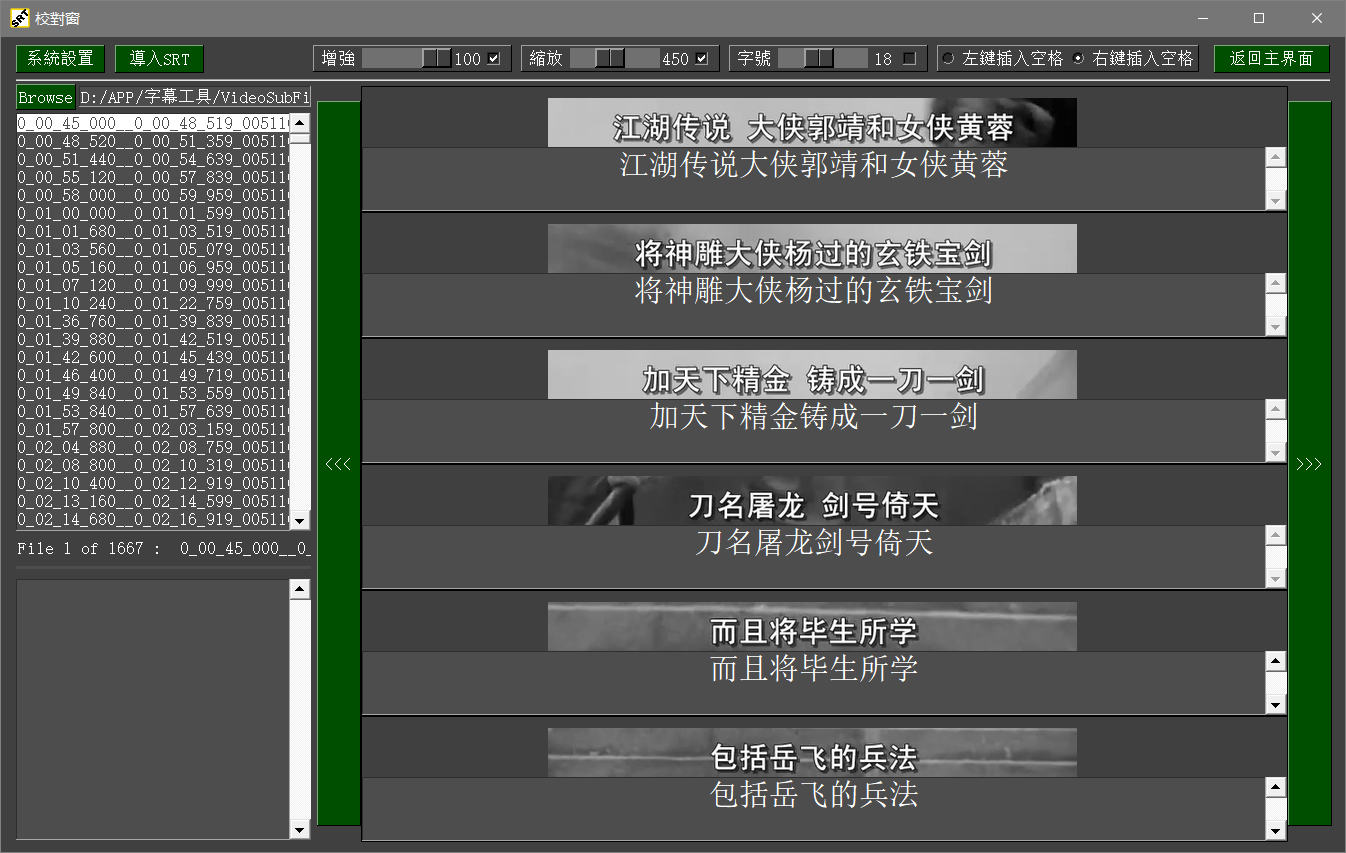 SRT 校對窗
系統設置 導入SRT 增強 100 縮放 450 字號 18 左鍵插入空格 右鍵插入空格 返回主界面
Browse D:/APP/字幕工具/VideoSubFi
0_00_45_000__0_00_48_519_00511
0_00_48_520__0_00_51_359_00511
0_00_51_440__0_00_54_639_00511
0_00_55_120__0_00_57_839_00511
0_00_58_000__0_00_59_959_00511
0_01_00_000__0_01_01_599_00511
0_01_01_680__0_01_03_519_00511
0_01_03_560__0_01_05_079_00511
0_01_05_160__0_01_06_959_00511
0_01_07_120__0_01_09_999_00511
0_01_10_240__0_01_22_759_00511
0_01_36_760__0_01_39_839_00511
0_01_39_880__0_01_42_519_00511
0_01_42_600__0_01_45_439_00511
0_01_46_400__0_01_49_719_00511
0_01_49_840__0_01_53_559_00511
0_01_53_840__0_01_57_639_00511
0_01_57_800__0_02_03_159_00511
0_02_04_880__0_02_08_759_00511
0_02_08_800__0_02_10_319_00511
0_02_10_400__0_02_12_919_00511
0_02_13_160__0_02_14_599_00511
0_02_14_680__0_02_16_919_00511
File 1 of 1667 : 0_00_45_000__0_
<<<
江湖传说 大侠郭靖和女侠黄蓉
江湖传说大侠郭靖和女侠黄蓉
将神雕大侠杨过的玄铁宝剑
将神雕大侠杨过的玄铁宝剑
加天下精金 铸成一刀一剑
加天下精金铸成一刀一剑
刀名屠龙 剑号倚天
刀名屠龙剑号倚天
而且将毕生所学
而且将毕生所学
包括岳飞的兵法
包括岳飞的兵法
>>>